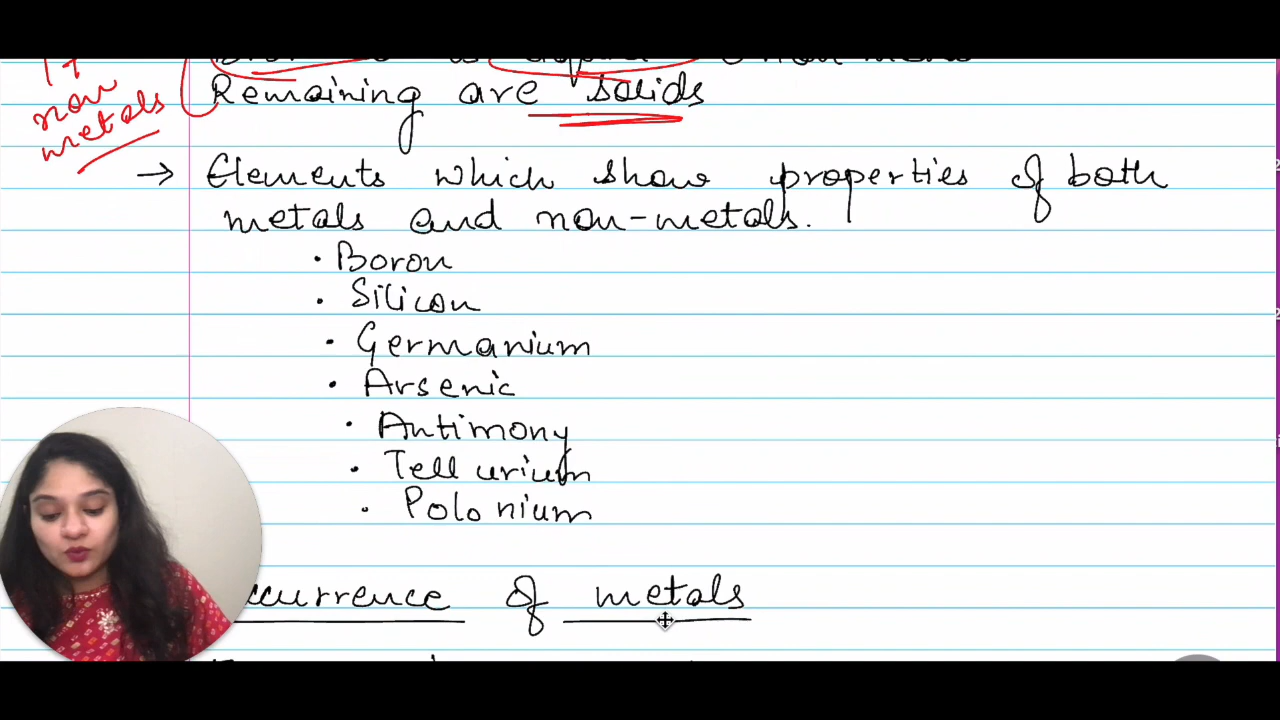 17
non
metals
Remaining are solids
→ Elements which show properties of both
metals and non-metals.
• Boron
• Silicon
• Germanium
• Arsenic
• Antimony
• Tellurium
• Polonium
ccurrence of metals